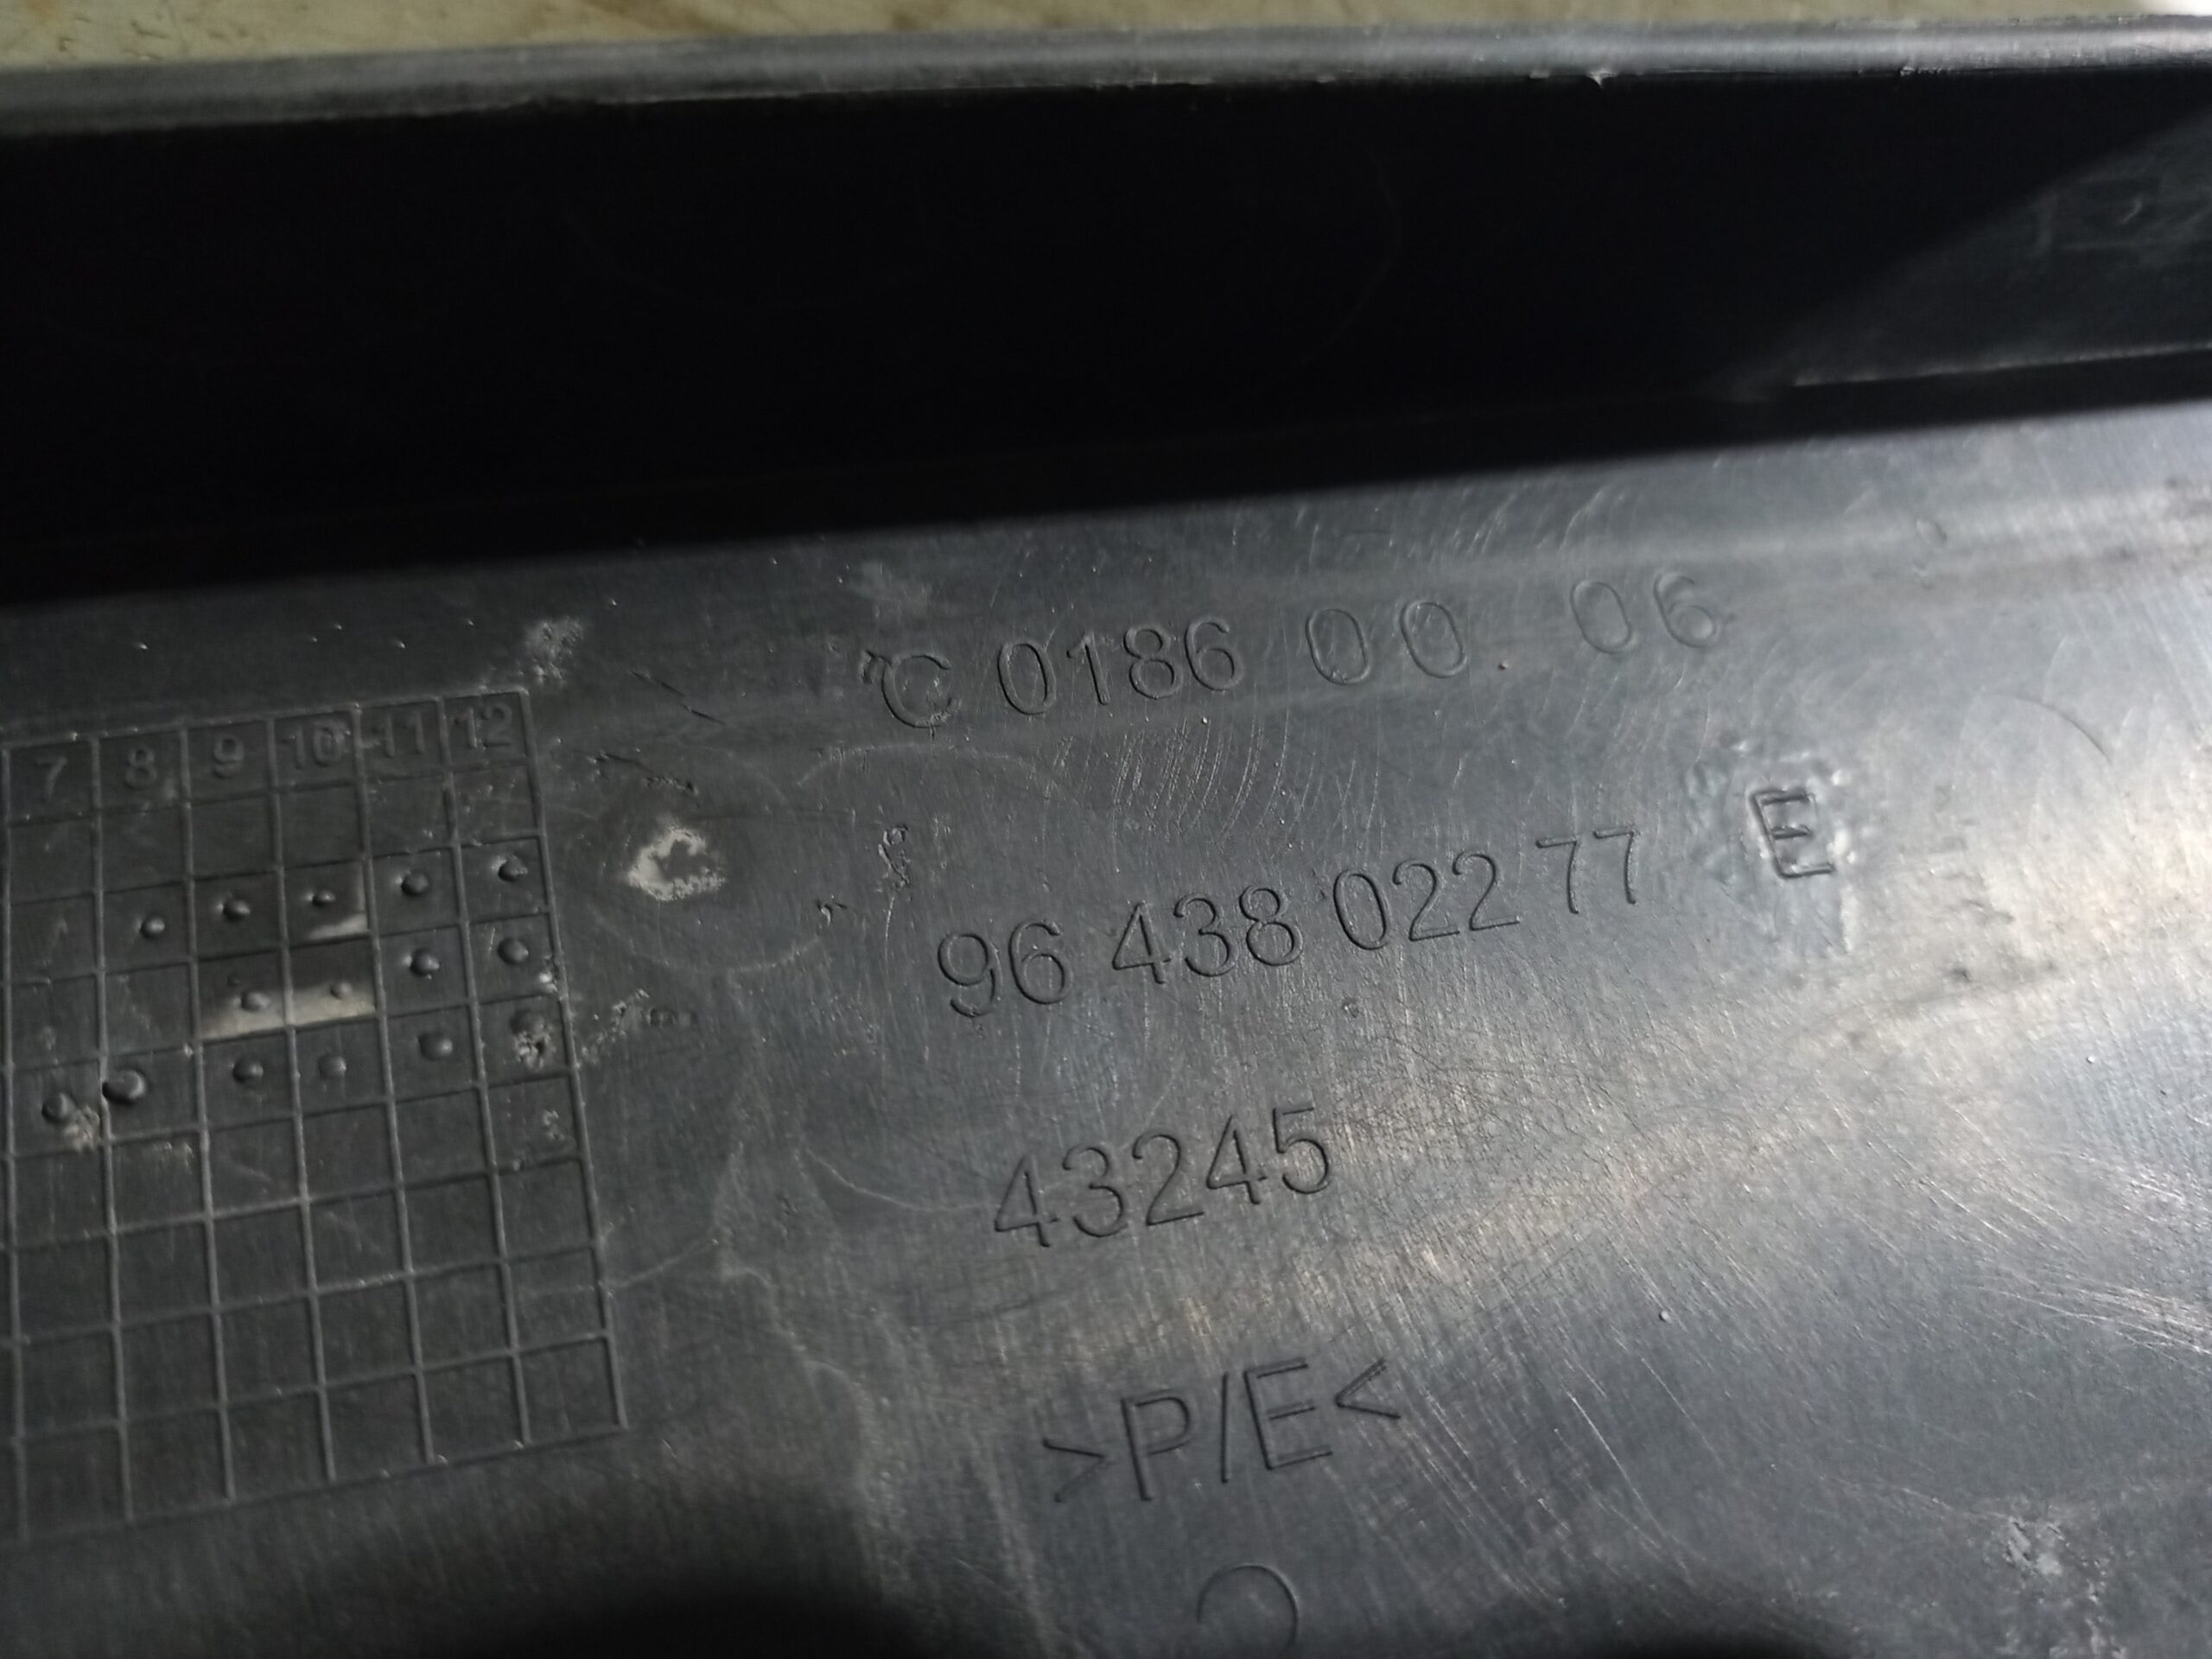 C 0186 00. 06
7 8 9 10 11 12
96 438 022 77 E
43245
>P/E<